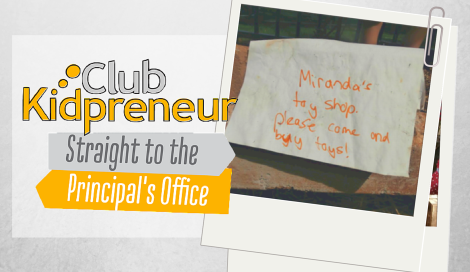 Club
Kidpreneur
Straight to the
Principal's Office
Miranda's
toy shop.
please come and
buy toys!